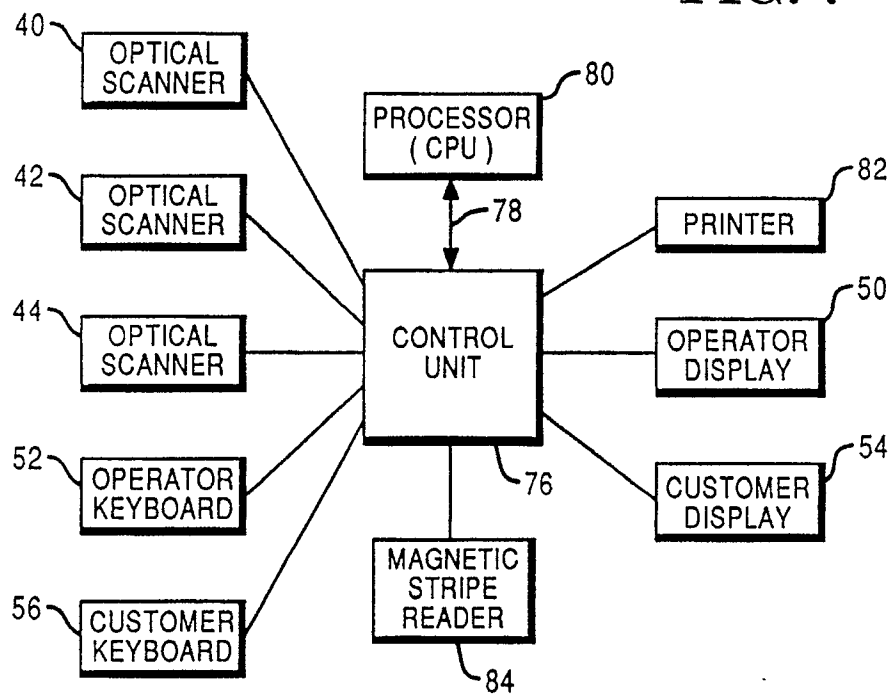 40
OPTICAL
SCANNER
42
OPTICAL
SCANNER
44
OPTICAL
SCANNER
52
OPERATOR
KEYBOARD
56
CUSTOMER
KEYBOARD
80
PROCESSOR
( CPU )
78
CONTROL
UNIT
76
MAGNETIC
STRIPE
READER
84
82
PRINTER
50
OPERATOR
DISPLAY
54
CUSTOMER
DISPLAY